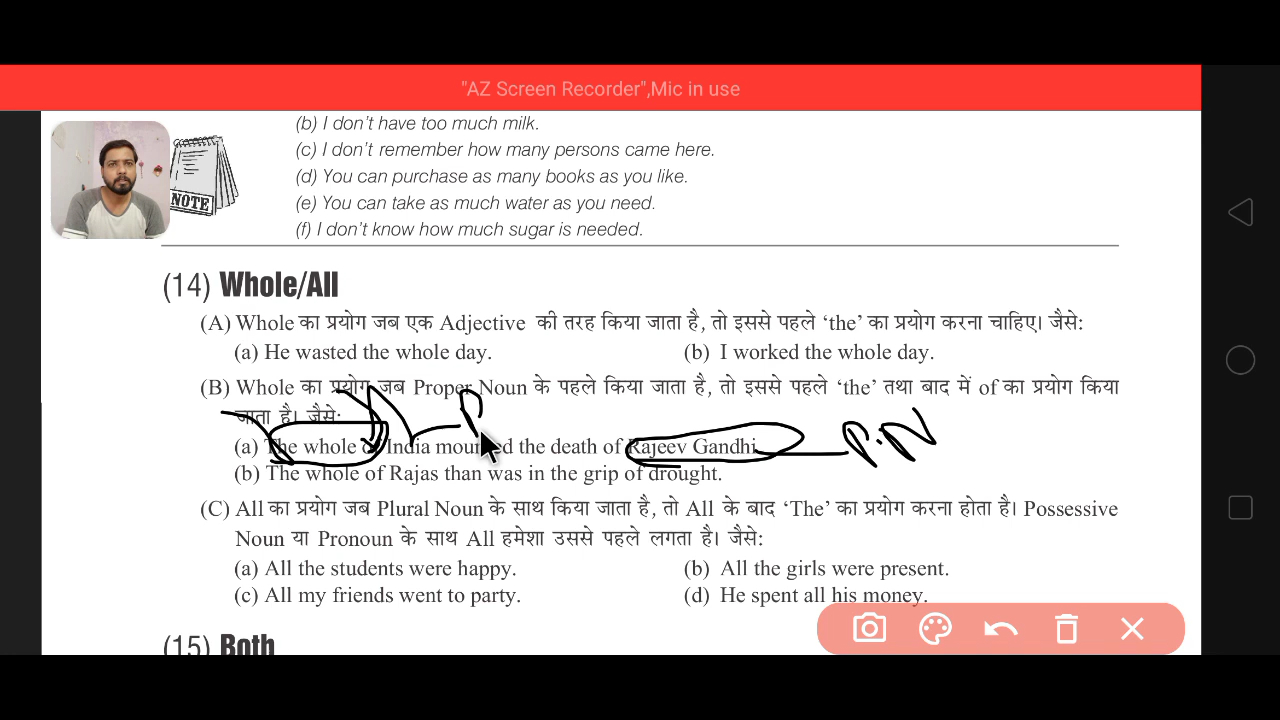 "AZ Screen Recorder",Mic in use
(b) I don't have too much milk.
(c) I don't remember how many persons came here.
(d) You can purchase as many books as you like.
(e) You can take as much water as you need.
NOTE
(f) I don't know how much sugar is needed.
(14) Whole/All
(A) Whole का प्रयोग जब एक Adjective की तरह किया जाता है, तो इससे पहले ‘the’ का प्रयोग करना चाहिए। जैसे:
(a) He wasted the whole day. (b) I worked the whole day.
(B) Whole का प्रयोग जब Proper Noun के पहले किया जाता है, तो इससे पहले ‘the’ तथा बाद में of का प्रयोग किया
जाता है। जैसे:
P
P.N
(a) The whole of India mourned the death of Rajeev Gandhi.
(b) The whole of Rajas than was in the grip of drought.
(C) All का प्रयोग जब Plural Noun के साथ किया जाता है, तो All के बाद ‘The’ का प्रयोग करना होता है। Possessive
Noun या Pronoun के साथ All हमेशा उससे पहले लगता है। जैसे:
(a) All the students were happy. (b) All the girls were present.
(c) All my friends went to party. (d) He spent all his money.
(15) Both